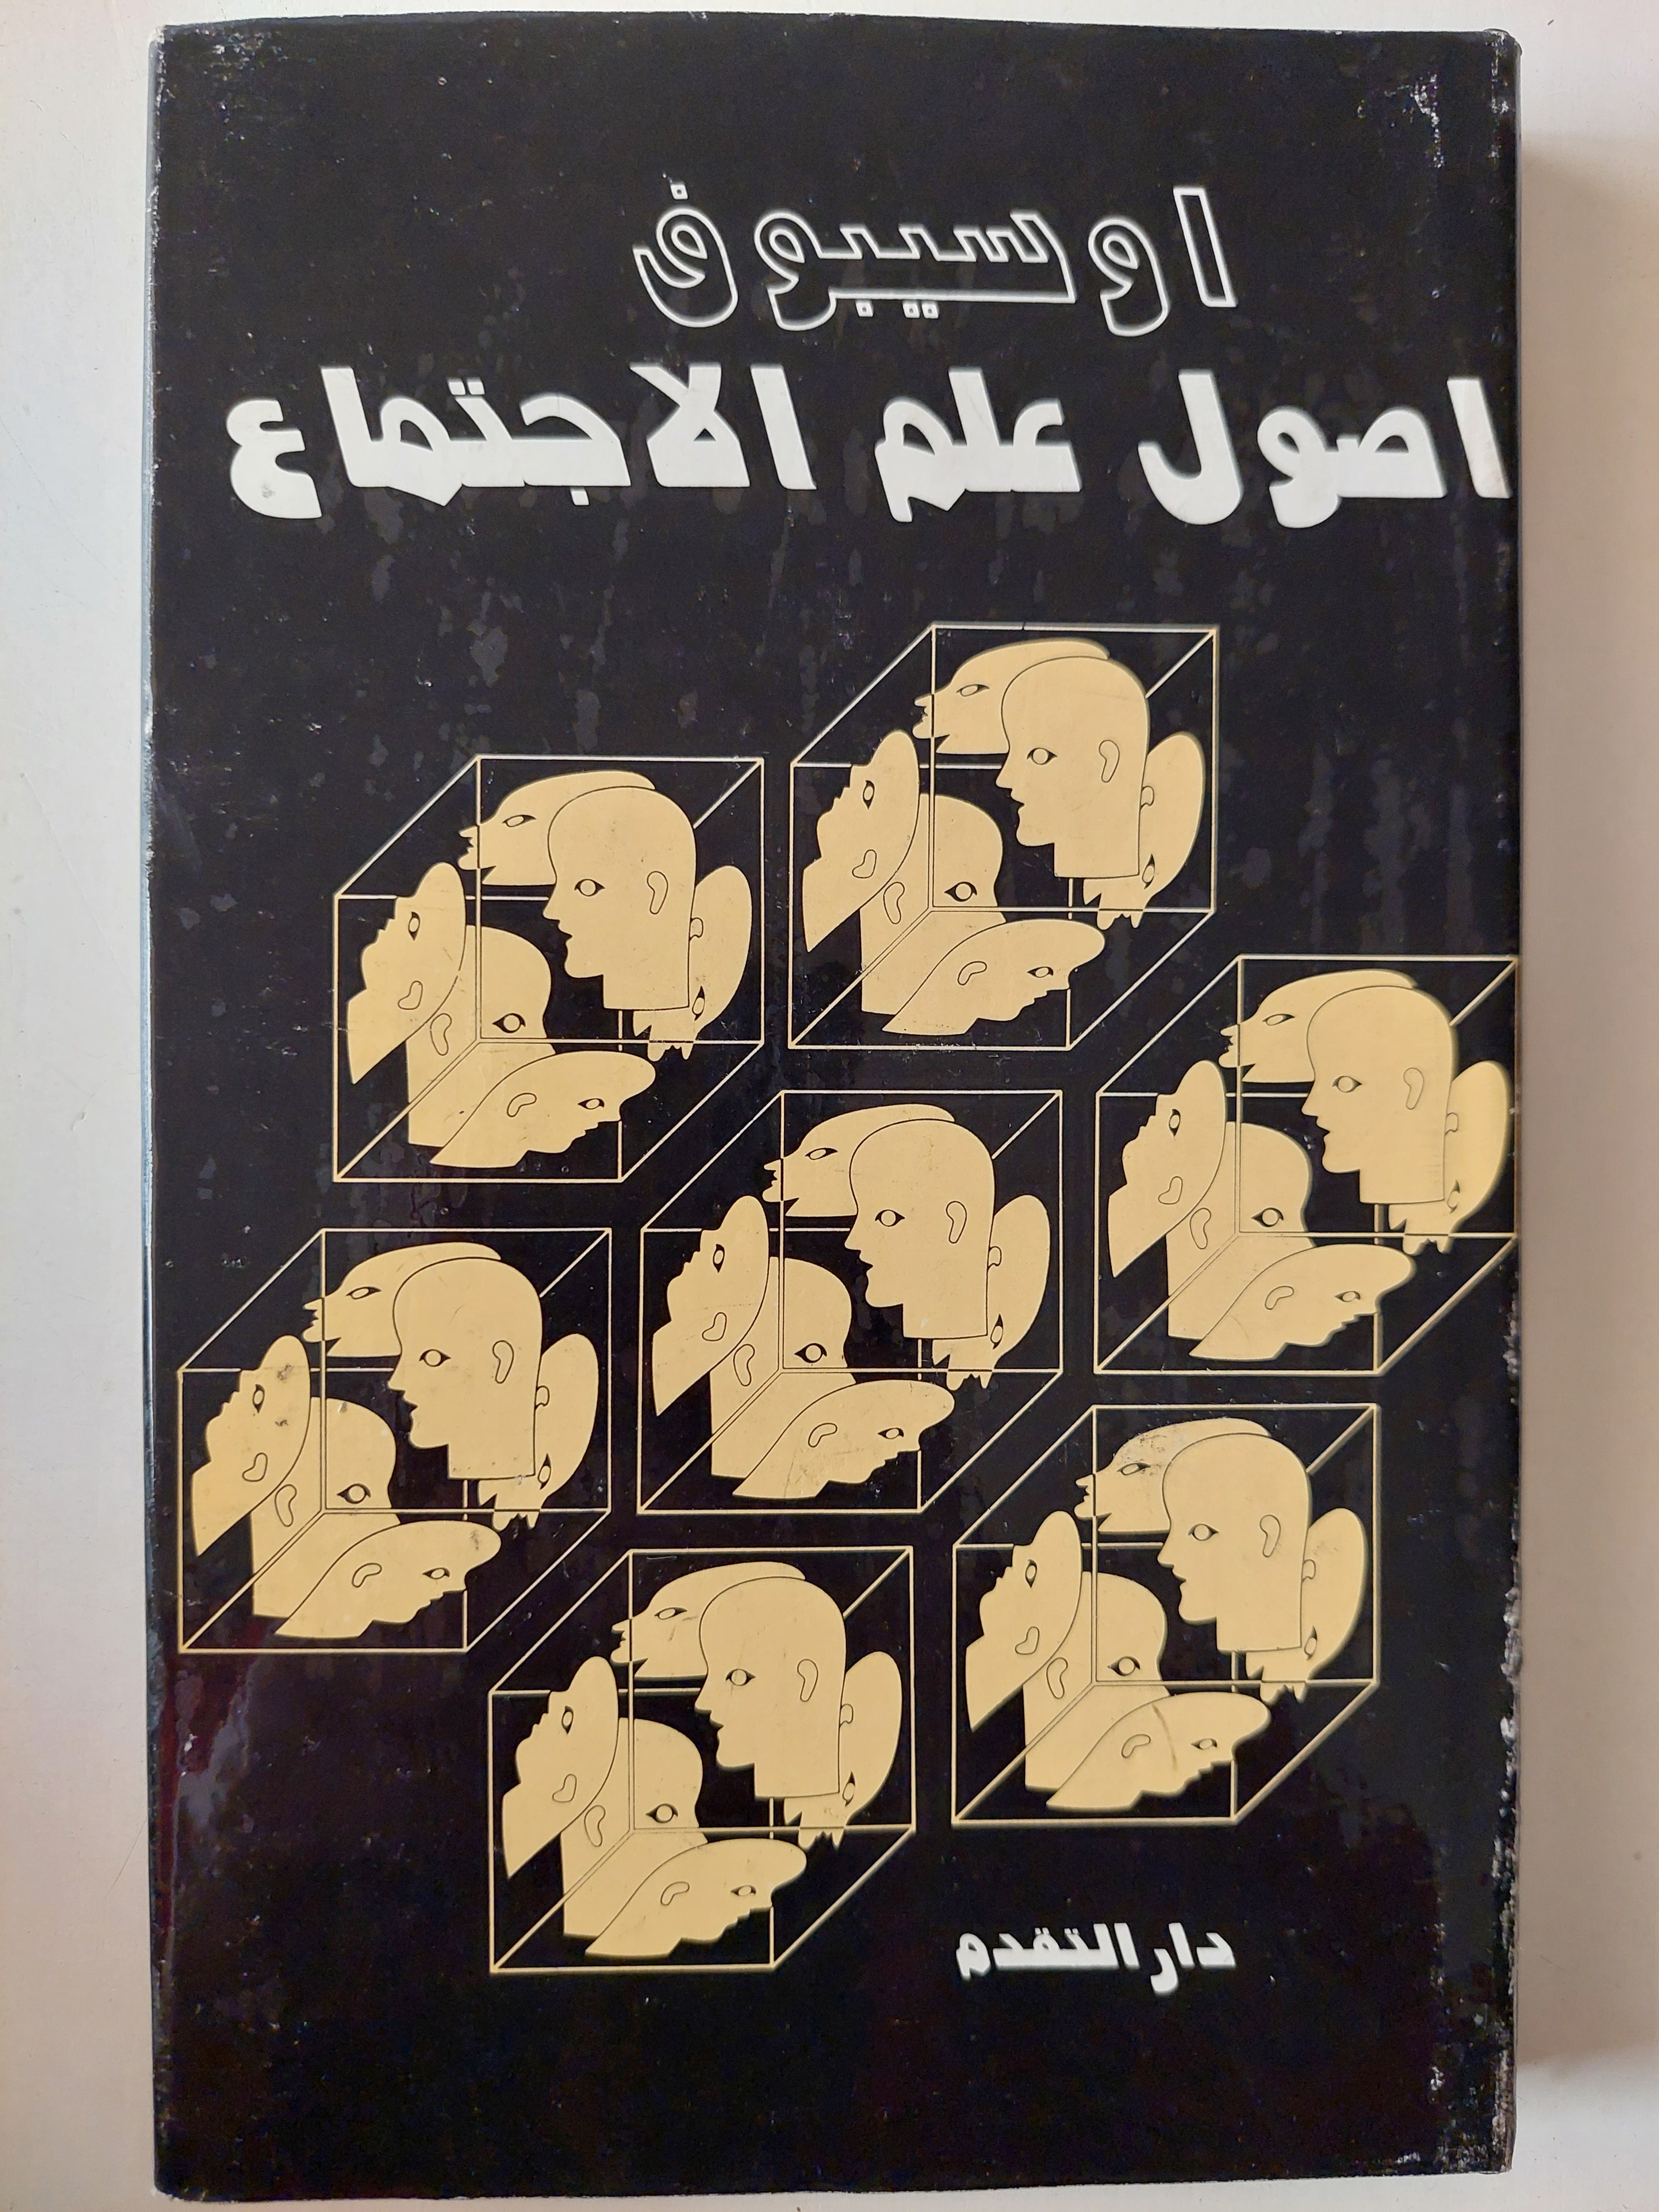 اوسيبوف
اصول علم الاجتماع
دار التقدم